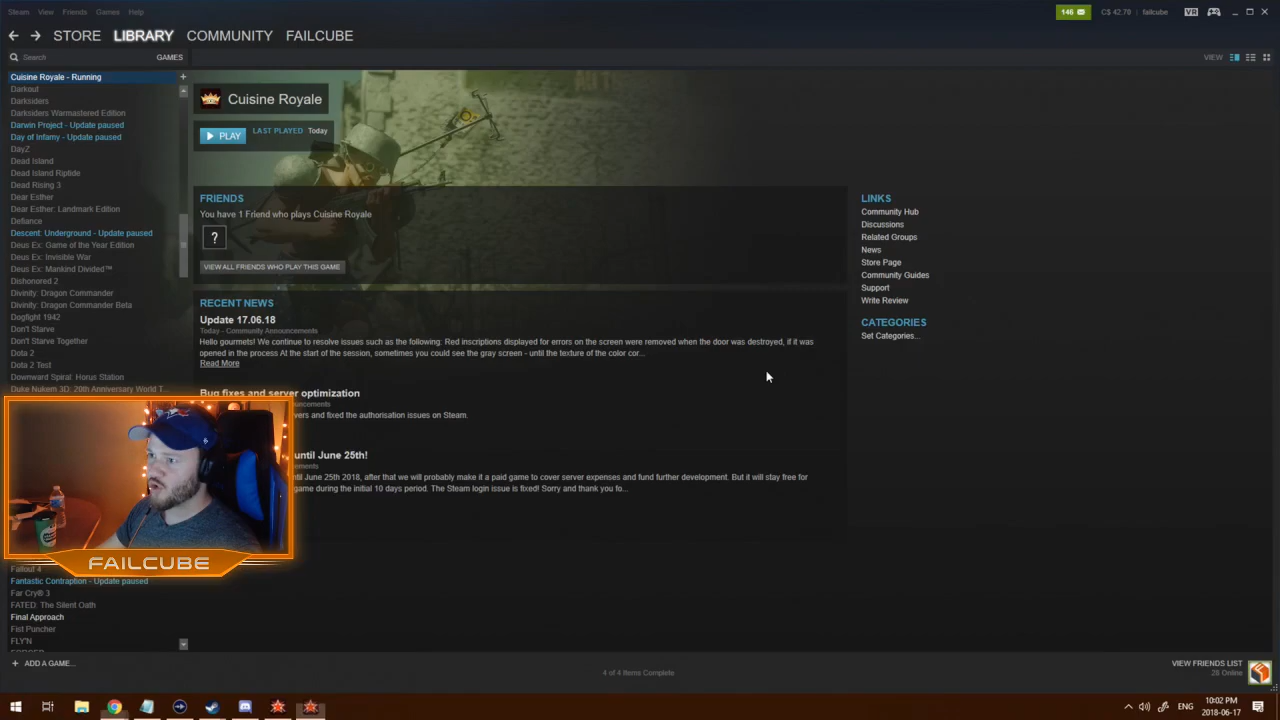 Steam View Friends Games Help
146
C$ 42.70
failcube
VR
STORE LIBRARY COMMUNITY FAILCUBE
Search
GAMES
VIEW
Cuisine Royale - Running
Darkout
Darksiders
Darksiders Warmastered Edition
Darwin Project - Update paused
Day of Infamy - Update paused
DayZ
Dead Island
Dead Island Riptide
Dead Rising 3
Dear Esther
Dear Esther: Landmark Edition
Defiance
Descent: Underground - Update paused
Deus Ex: Game of the Year Edition
Deus Ex: Invisible War
Deus Ex: Mankind Divided™
Dishonored 2
Divinity: Dragon Commander
Divinity: Dragon Commander Beta
Dogfight 1942
Don't Starve
Don't Starve Together
Dota 2
Dota 2 Test
Downward Spiral: Horus Station
Duke Nukem 3D: 20th Anniversary World T...
Fallout 4
Fantastic Contraption - Update paused
Far Cry® 3
FATED: The Silent Oath
Final Approach
Fist Puncher
FLY'N
+ ADD A GAME...
Cuisine Royale
PLAY
LAST PLAYED Today
FRIENDS
You have 1 Friend who plays Cuisine Royale
?
VIEW ALL FRIENDS WHO PLAY THIS GAME
RECENT NEWS
Update 17.06.18
Today - Community Announcements
Hello gourmets! We continue to resolve issues such as the following: Red inscriptions displayed for errors on the screen were removed when the door was destroyed, if it was
opened in the process At the start of the session, sometimes you could see the gray screen - until the texture of the color cor...
Read More
Bug fixes and server optimization
uncements
vers and fixed the authorisation issues on Steam.
until June 25th!
ements
til June 25th 2018, after that we will probably make it a paid game to cover server expenses and fund further development. But it will stay free for
game during the initial 10 days period. The Steam login issue is fixed! Sorry and thank you fo...
LINKS
Community Hub
Discussions
Related Groups
News
Store Page
Community Guides
Support
Write Review
CATEGORIES
Set Categories...
FAILCUBE
4 of 4 Items Complete
VIEW FRIENDS LIST
28 Online
ENG
10:02 PM
2018-06-17